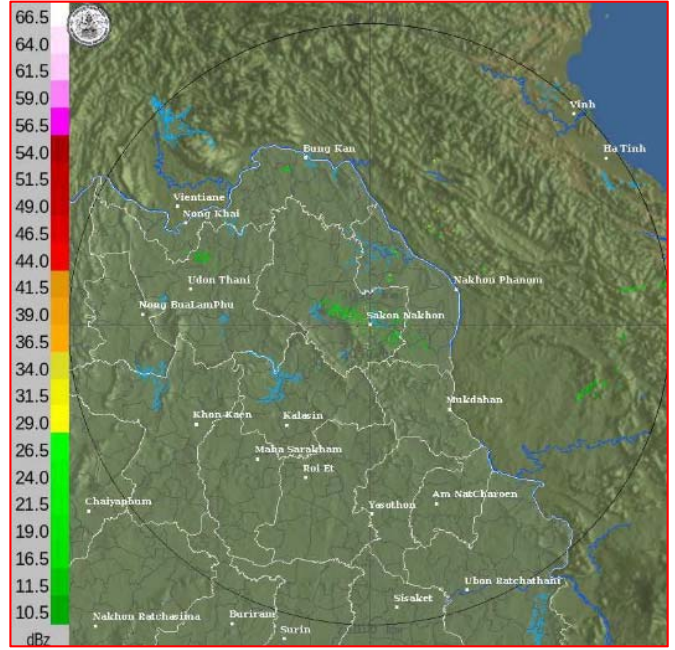 66.5
64.0
61.5
59.0
56.5
54.0
51.5
49.0
46.5
44.0
41.5
39.0
36.5
34.0
31.5
29.0
26.5
24.0
21.5
19.0
16.5
11.5
10.5
dBz
Vinh
Ha Tinh
Bung Kan
Vientiane
Nong Khai
Udon Thani
Nakhon Phanom
Nong BuaLamPhu
Sakon Nakhon
Mukdahan
Khon Kaen
Kalasin
Maha Sarakham
Roi Et
Chaiyaphum
Yasothon
Am NatCharoen
Ubon Ratchathani
Sisaket
Nakhon Ratchasima
Buriram
Surin